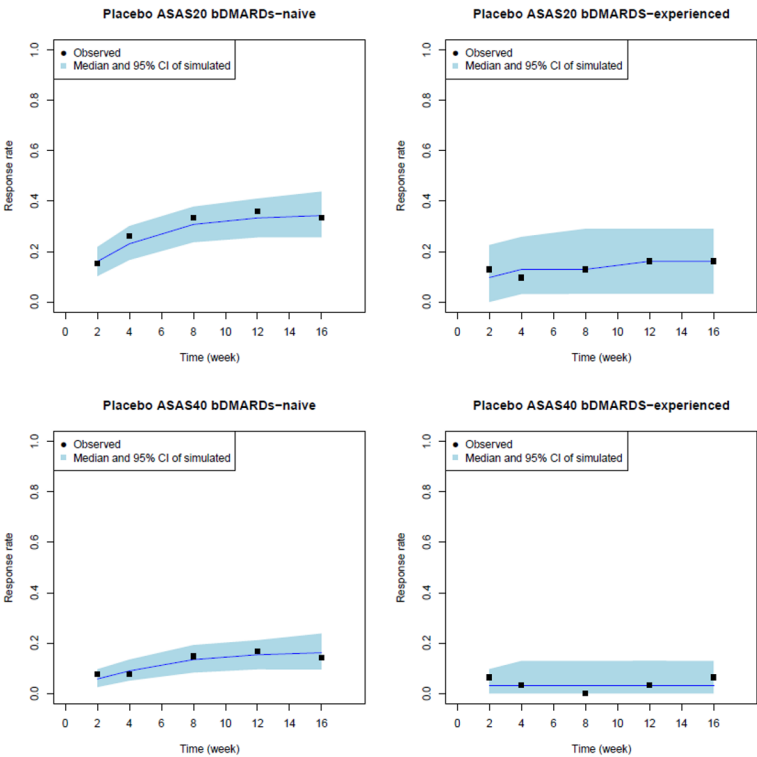 Placebo ASAS20 bDMARDs−naive
Observed
Median and 95% CI of simulated
Response rate
0.0 0.2 0.4 0.6 0.8 1.0
0 2 4 6 8 10 12 14 16
Time (week)
Placebo ASAS20 bDMARDS−experienced
Observed
Median and 95% CI of simulated
Response rate
0.0 0.2 0.4 0.6 0.8 1.0
0 2 4 6 8 10 12 14 16
Time (week)
Placebo ASAS40 bDMARDs−naive
Observed
Median and 95% CI of simulated
Response rate
0.0 0.2 0.4 0.6 0.8 1.0
0 2 4 6 8 10 12 14 16
Time (week)
Placebo ASAS40 bDMARDS−experienced
Observed
Median and 95% CI of simulated
Response rate
0.0 0.2 0.4 0.6 0.8 1.0
0 2 4 6 8 10 12 14 16
Time (week)